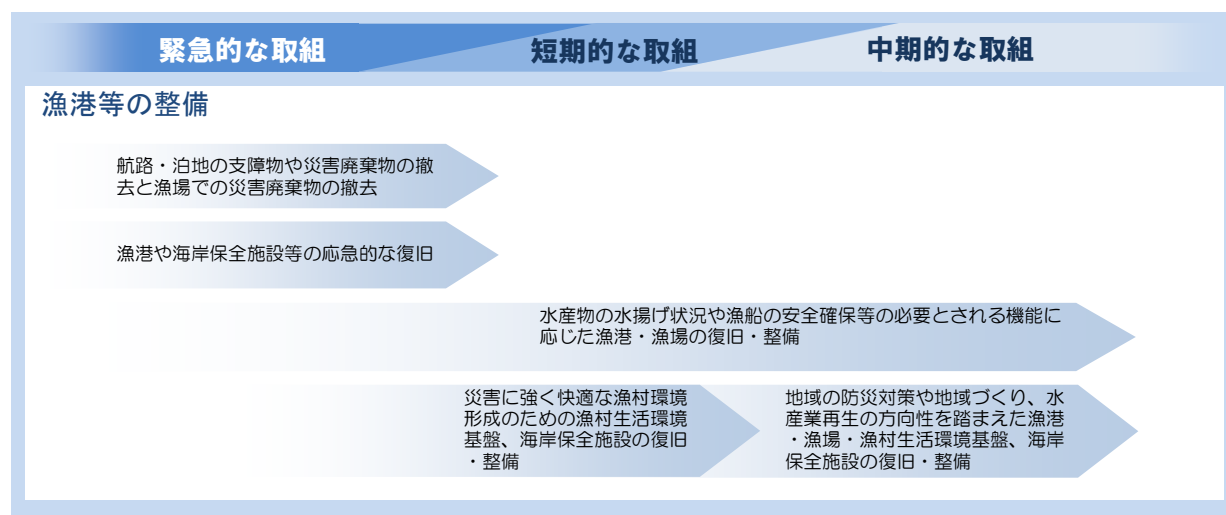 緊急的な取組
短期的な取組
中期的な取組
漁港等の整備
航路・泊地の支障物や災害廃棄物の撤
去と漁場での災害廃棄物の撤去
漁港や海岸保全施設等の応急的な復旧
水産物の水揚げ状況や漁船の安全確保等の必要とされる機能に
応じた漁港・漁場の復旧・整備
災害に強く快適な漁村環境
形成のための漁村生活環境
基盤、海岸保全施設の復旧
・整備
地域の防災対策や地域づくり、水
産業再生の方向性を踏まえた漁港
・漁場・漁村生活環境基盤、海岸
保全施設の復旧・整備